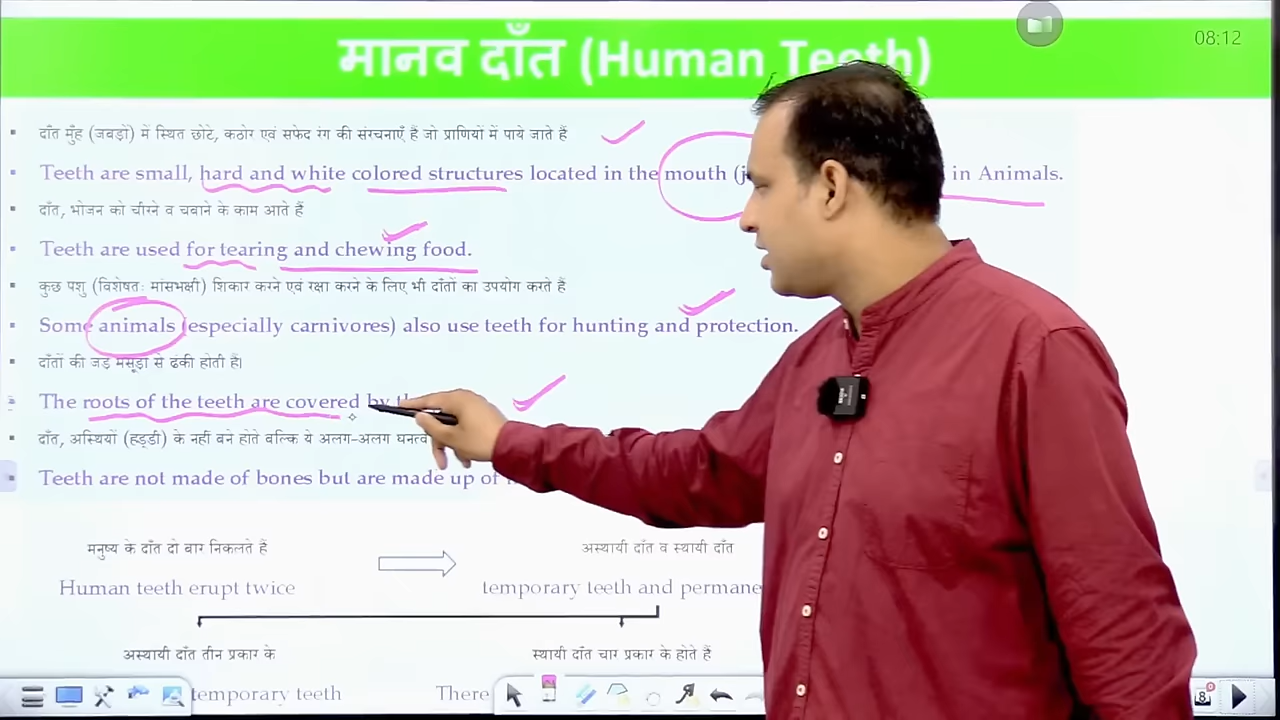 मानव दाँत (Human Teeth)
08:12
दाँत मुँह (जबड़ों) में स्थित छोटे, कठोर एवं सफेद रंग की संरचनाएँ हैं जो प्राणियों में पाये जाते हैं
Teeth are small, hard and white colored structures located in the mouth in Animals.
दाँत, भोजन को चीरने व चबाने के काम आते हैं
Teeth are used for tearing and chewing food.
कुछ पशु (विशेषतः मांसभक्षी) शिकार करने एवं रक्षा करने के लिए भी दाँतों का उपयोग करते हैं
Some animals (especially carnivores) also use teeth for hunting and protection.
दाँतों की जड़ मसूड़ों से ढकी होती हैं।
The roots of the teeth are covered by
दाँत, अस्थियों (हड्डी) के नहीं बने होते बल्कि ये अलग-अलग घनत्व
Teeth are not made of bones but are made up of
मनुष्य के दाँत दो बार निकलते हैं
अस्थायी दाँत व स्थायी दाँत
Human teeth erupt twice
temporary teeth and
अस्थायी दाँत तीन प्रकार के
स्थायी दाँत चार प्रकार के होते हैं
temporary teeth
There
8